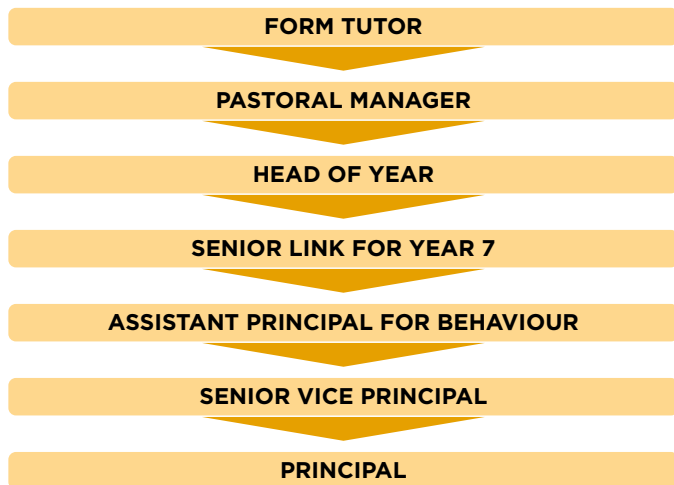 FORM TUTOR
PASTORAL MANAGER
HEAD OF YEAR
SENIOR LINK FOR YEAR 7
ASSISTANT PRINCIPAL FOR BEHAVIOUR
SENIOR VICE PRINCIPAL
PRINCIPAL